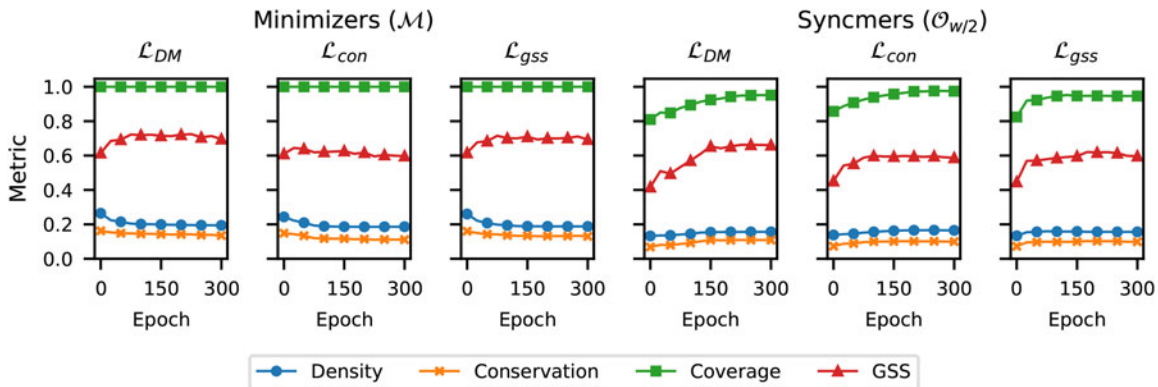 Minimizers (ℳ) Syncmers (𝒪w/2)
ℒDM ℒcon ℒgss ℒDM ℒcon ℒgss
1.0
0.8
0.6
0.4
0.2
0.0
Metric
0 150 300 0 150 300 0 150 300 0 150 300 0 150 300 0 150 300
Epoch Epoch Epoch Epoch Epoch Epoch
Density Conservation Coverage GSS